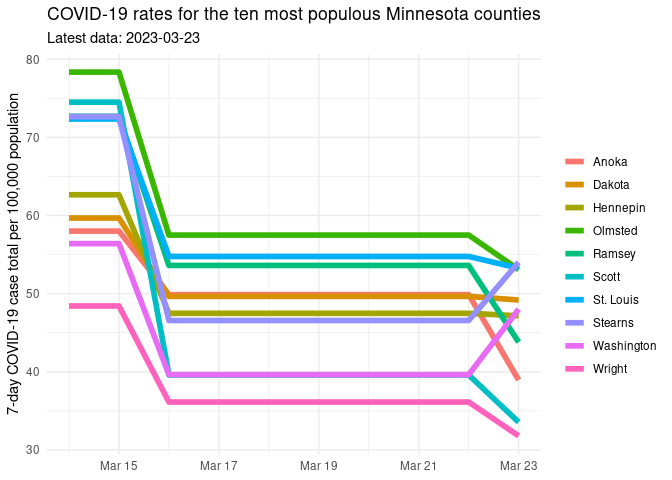 COVID-19 rates for the ten most populous Minnesota counties
Latest data: 2023-03-23
7-day COVID-19 case total per 100,000 population
80
70
60
50
40
30
Mar 15
Mar 17
Mar 19
Mar 21
Mar 23
Anoka
Dakota
Hennepin
Olmsted
Ramsey
Scott
St. Louis
Stearns
Washington
Wright